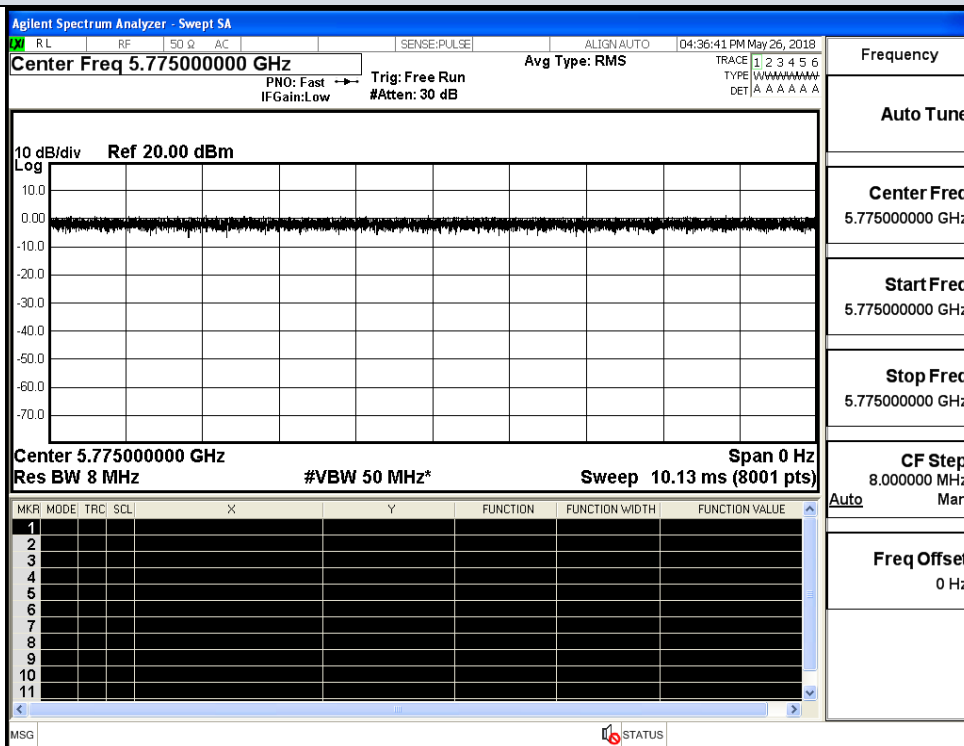 Agilent Spectrum Analyzer - Swept SA
LXI RL RF 50 Ω AC SENSE:PULSE ALIGN AUTO 04:36:41 PM May 26, 2018
Center Freq 5.775000000 GHz
PNO: Fast
IFGain:Low
Trig: Free Run
#Atten: 30 dB
Avg Type: RMS
TRACE 1 2 3 4 5 6
TYPE WWWWWW
DET A A A A A A
10 dB/div Ref 20.00 dBm
Log
10.0
0.00
-10.0
-20.0
-30.0
-40.0
-50.0
-60.0
-70.0
Center 5.775000000 GHz Span 0 Hz
Res BW 8 MHz #VBW 50 MHz* Sweep 10.13 ms (8001 pts)
MKR MODE TRC SCL X Y FUNCTION FUNCTION WIDTH FUNCTION VALUE
1
2
3
4
5
6
7
8
9
10
11
MSG STATUS
Frequency
Auto Tune
Center Freq
5.775000000 GHz
Start Freq
5.775000000 GHz
Stop Freq
5.775000000 GHz
CF Step
8.000000 MHz
Auto Man
Freq Offset
0 Hz